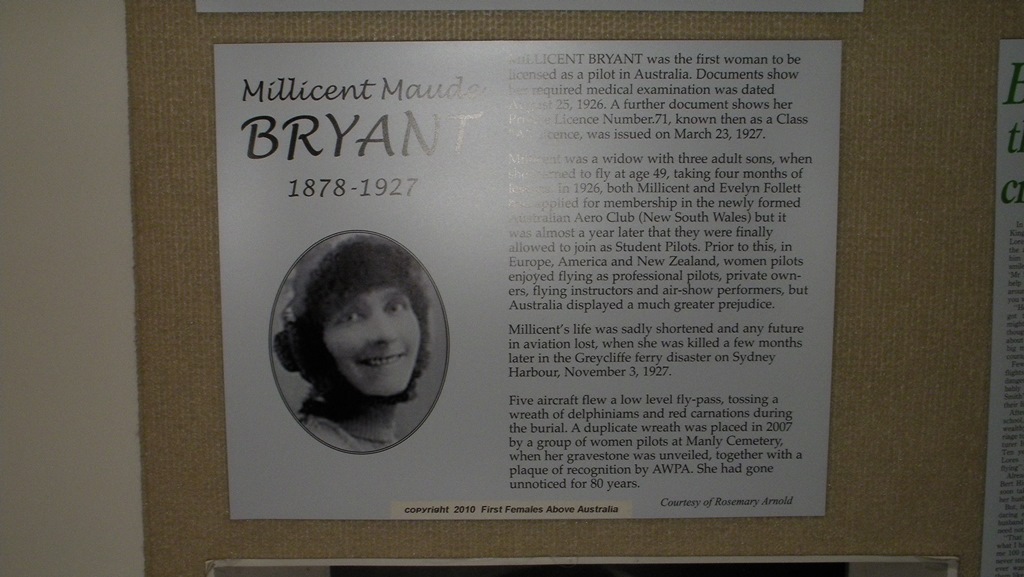 Millicent Maude
BRYANT
1878-1927
MILLICENT BRYANT was the first woman to be
licensed as a pilot in Australia. Documents show
her required medical examination was dated
August 25, 1926. A further document shows her
Private Licence Number.71, known then as a Class
Licence, was issued on March 23, 1927.
Millicent was a widow with three adult sons, when
she learned to fly at age 49, taking four months of
lessons. In 1926, both Millicent and Evelyn Follett
applied for membership in the newly formed
Australian Aero Club (New South Wales) but it
was almost a year later that they were finally
allowed to join as Student Pilots. Prior to this, in
Europe, America and New Zealand, women pilots
enjoyed flying as professional pilots, private own-
ers, flying instructors and air-show performers, but
Australia displayed a much greater prejudice.
Millicent's life was sadly shortened and any future
in aviation lost, when she was killed a few months
later in the Greycliffe ferry disaster on Sydney
Harbour, November 3, 1927.
Five aircraft flew a low level fly-pass, tossing a
wreath of delphiniams and red carnations during
the burial. A duplicate wreath was placed in 2007
by a group of women pilots at Manly Cemetery,
when her gravestone was unveiled, together with a
plaque of recognition by AWPA. She had gone
unnoticed for 80 years.
Courtesy of Rosemary Arnold
copyright 2010 First Females Above Australia